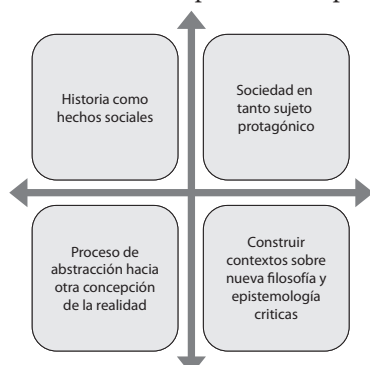 Historia como
hechos sociales
Sociedad en
tanto sujeto
protagónico
Proceso de
abstracción hacia
otra concepción
de la realidad
Construir
contextos sobre
nueva filosofía y
epistemología
criticas